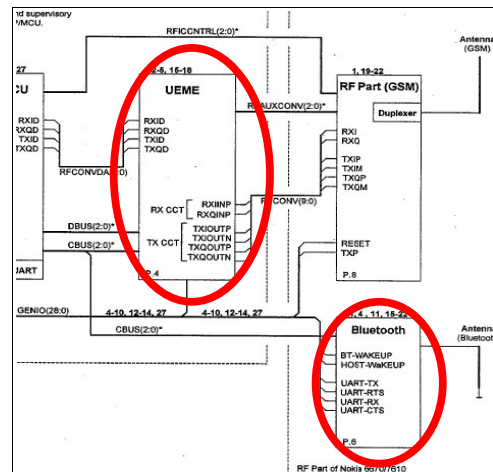 nd supervisory
P/MCU.
RFICCNTRL(2:0)*
Antenna
(GSM)
27
2-5, 15-18
1, 19-22
CU
UEME
RF Part (GSM)
Duplexer
RFAUXCONV(2:0)*
RXID
RXQD
TXID
TXQD
RXID
RXQD
TXID
TXQD
RXI
RXQ
TXIP
TXIM
TXQP
TXQM
RFCONVDA( :0)
RX CCT
RXIINP
RXQINP
RFCONV(9:0)
TX CCT
TXIOUTP
TXIOUTN
TXQOUTP
TXQOUTN
DBUS(2:0)*
CBUS(2:0)*
RESET
TXP
UART
P.4
P.8
GENIO(28:0)
4-10, 12-14, 27
4-10, 12-14, 27
CBUS(2:0)*
1, 4 , 11, 15-22
Bluetooth
Antenna
(Bluetoot
BT-WAKEUP
HOST-WaKEUP
UART-TX
UART-RTS
UART-RX
UART-CTS
P.6
RF Part of Nokia 6670/7610